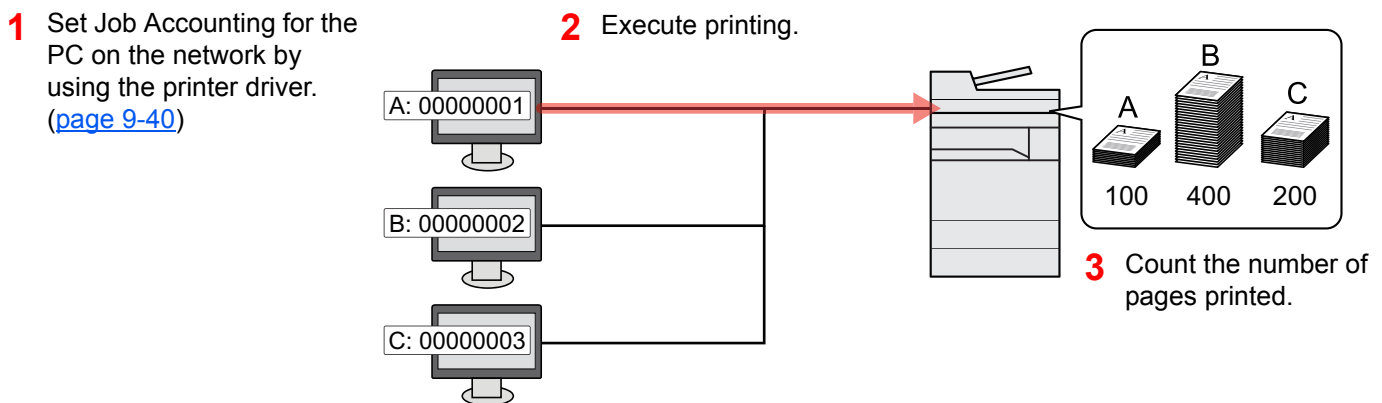 1 Set Job Accounting for the
PC on the network by
using the printer driver.
(page 9-40)
2 Execute printing.
A: 00000001
B: 00000002
C: 00000003
A
B
C
100
400
200
3 Count the number of
pages printed.